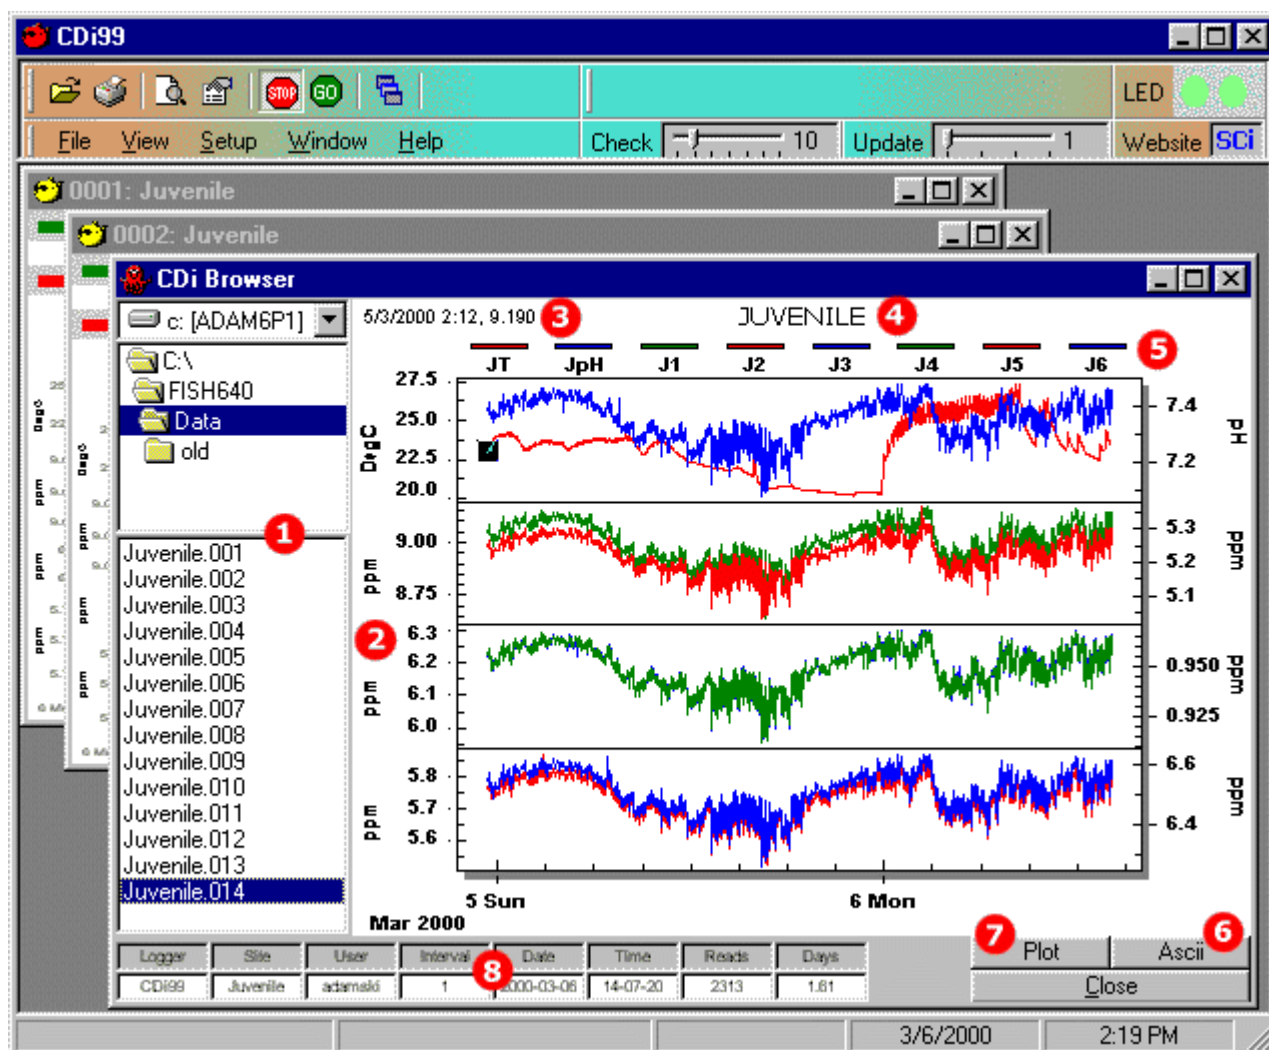 CDi99
STOP GO LED
File View Setup Window Help Check 10 Update 1 Website SCi
0001: Juvenile
0002: Juvenile
CDi Browser
c: [ADAM6P1]
C:\
FISH640
Data
old
1
Juvenile.001
Juvenile.002
Juvenile.003
Juvenile.004
Juvenile.005
Juvenile.006
Juvenile.007
Juvenile.008
Juvenile.009
Juvenile.010
Juvenile.011
Juvenile.012
Juvenile.013
Juvenile.014
5/3/2000 2:12, 9.190 3 JUVENILE 4
JT JpH J1 J2 J3 J4 J5 J6 5
27.5
25.0
22.5
20.0
DegC
7.4
7.2
pH
9.00
8.75
ppm
5.3
5.2
5.1
ppm
2
6.3
6.2
6.1
6.0
ppm
0.950
0.925
ppm
5.8
5.7
5.6
ppm
6.6
6.4
ppm
5 Sun 6 Mon
Mar 2000
7 Plot Ascii 6
Close
Logger Site User Interval Date Time Reads Days
8
CDi99 Juvenile adamski 1 2000-03-06 14-07-20 2313 1.61
3/6/2000 2:19 PM